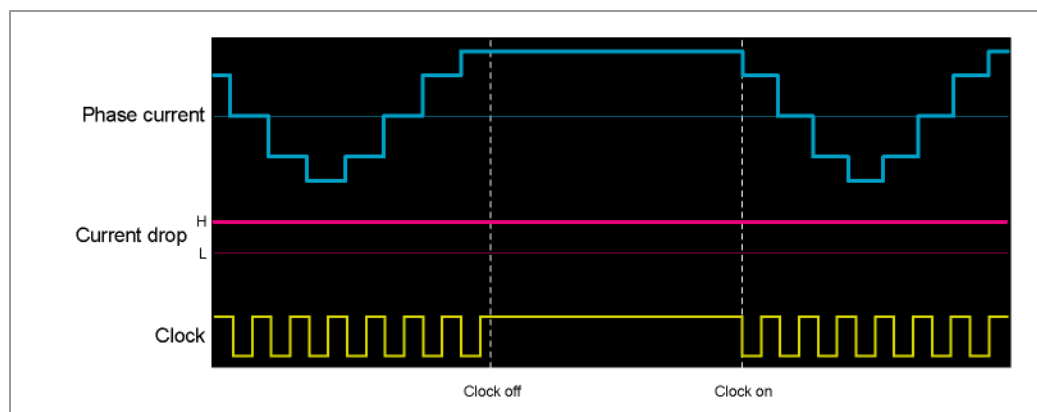 Phase current
H
Current drop
L
Clock
Clock off
Clock on